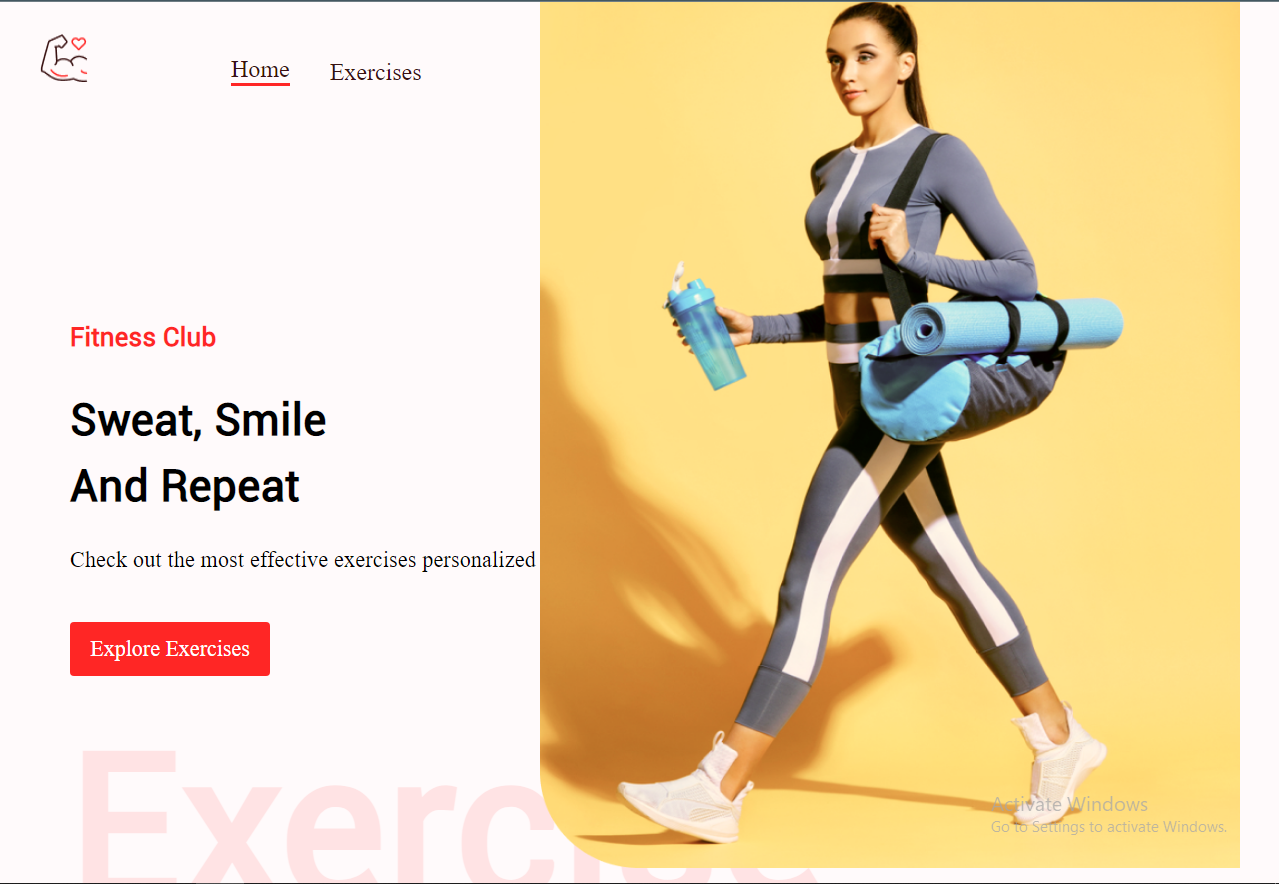 Home
Exercises
Fitness Club
Sweat, Smile
And Repeat
Check out the most effective exercises personalized
Explore Exercises
Exercise
Activate Windows
Go to Settings to activate Windows.